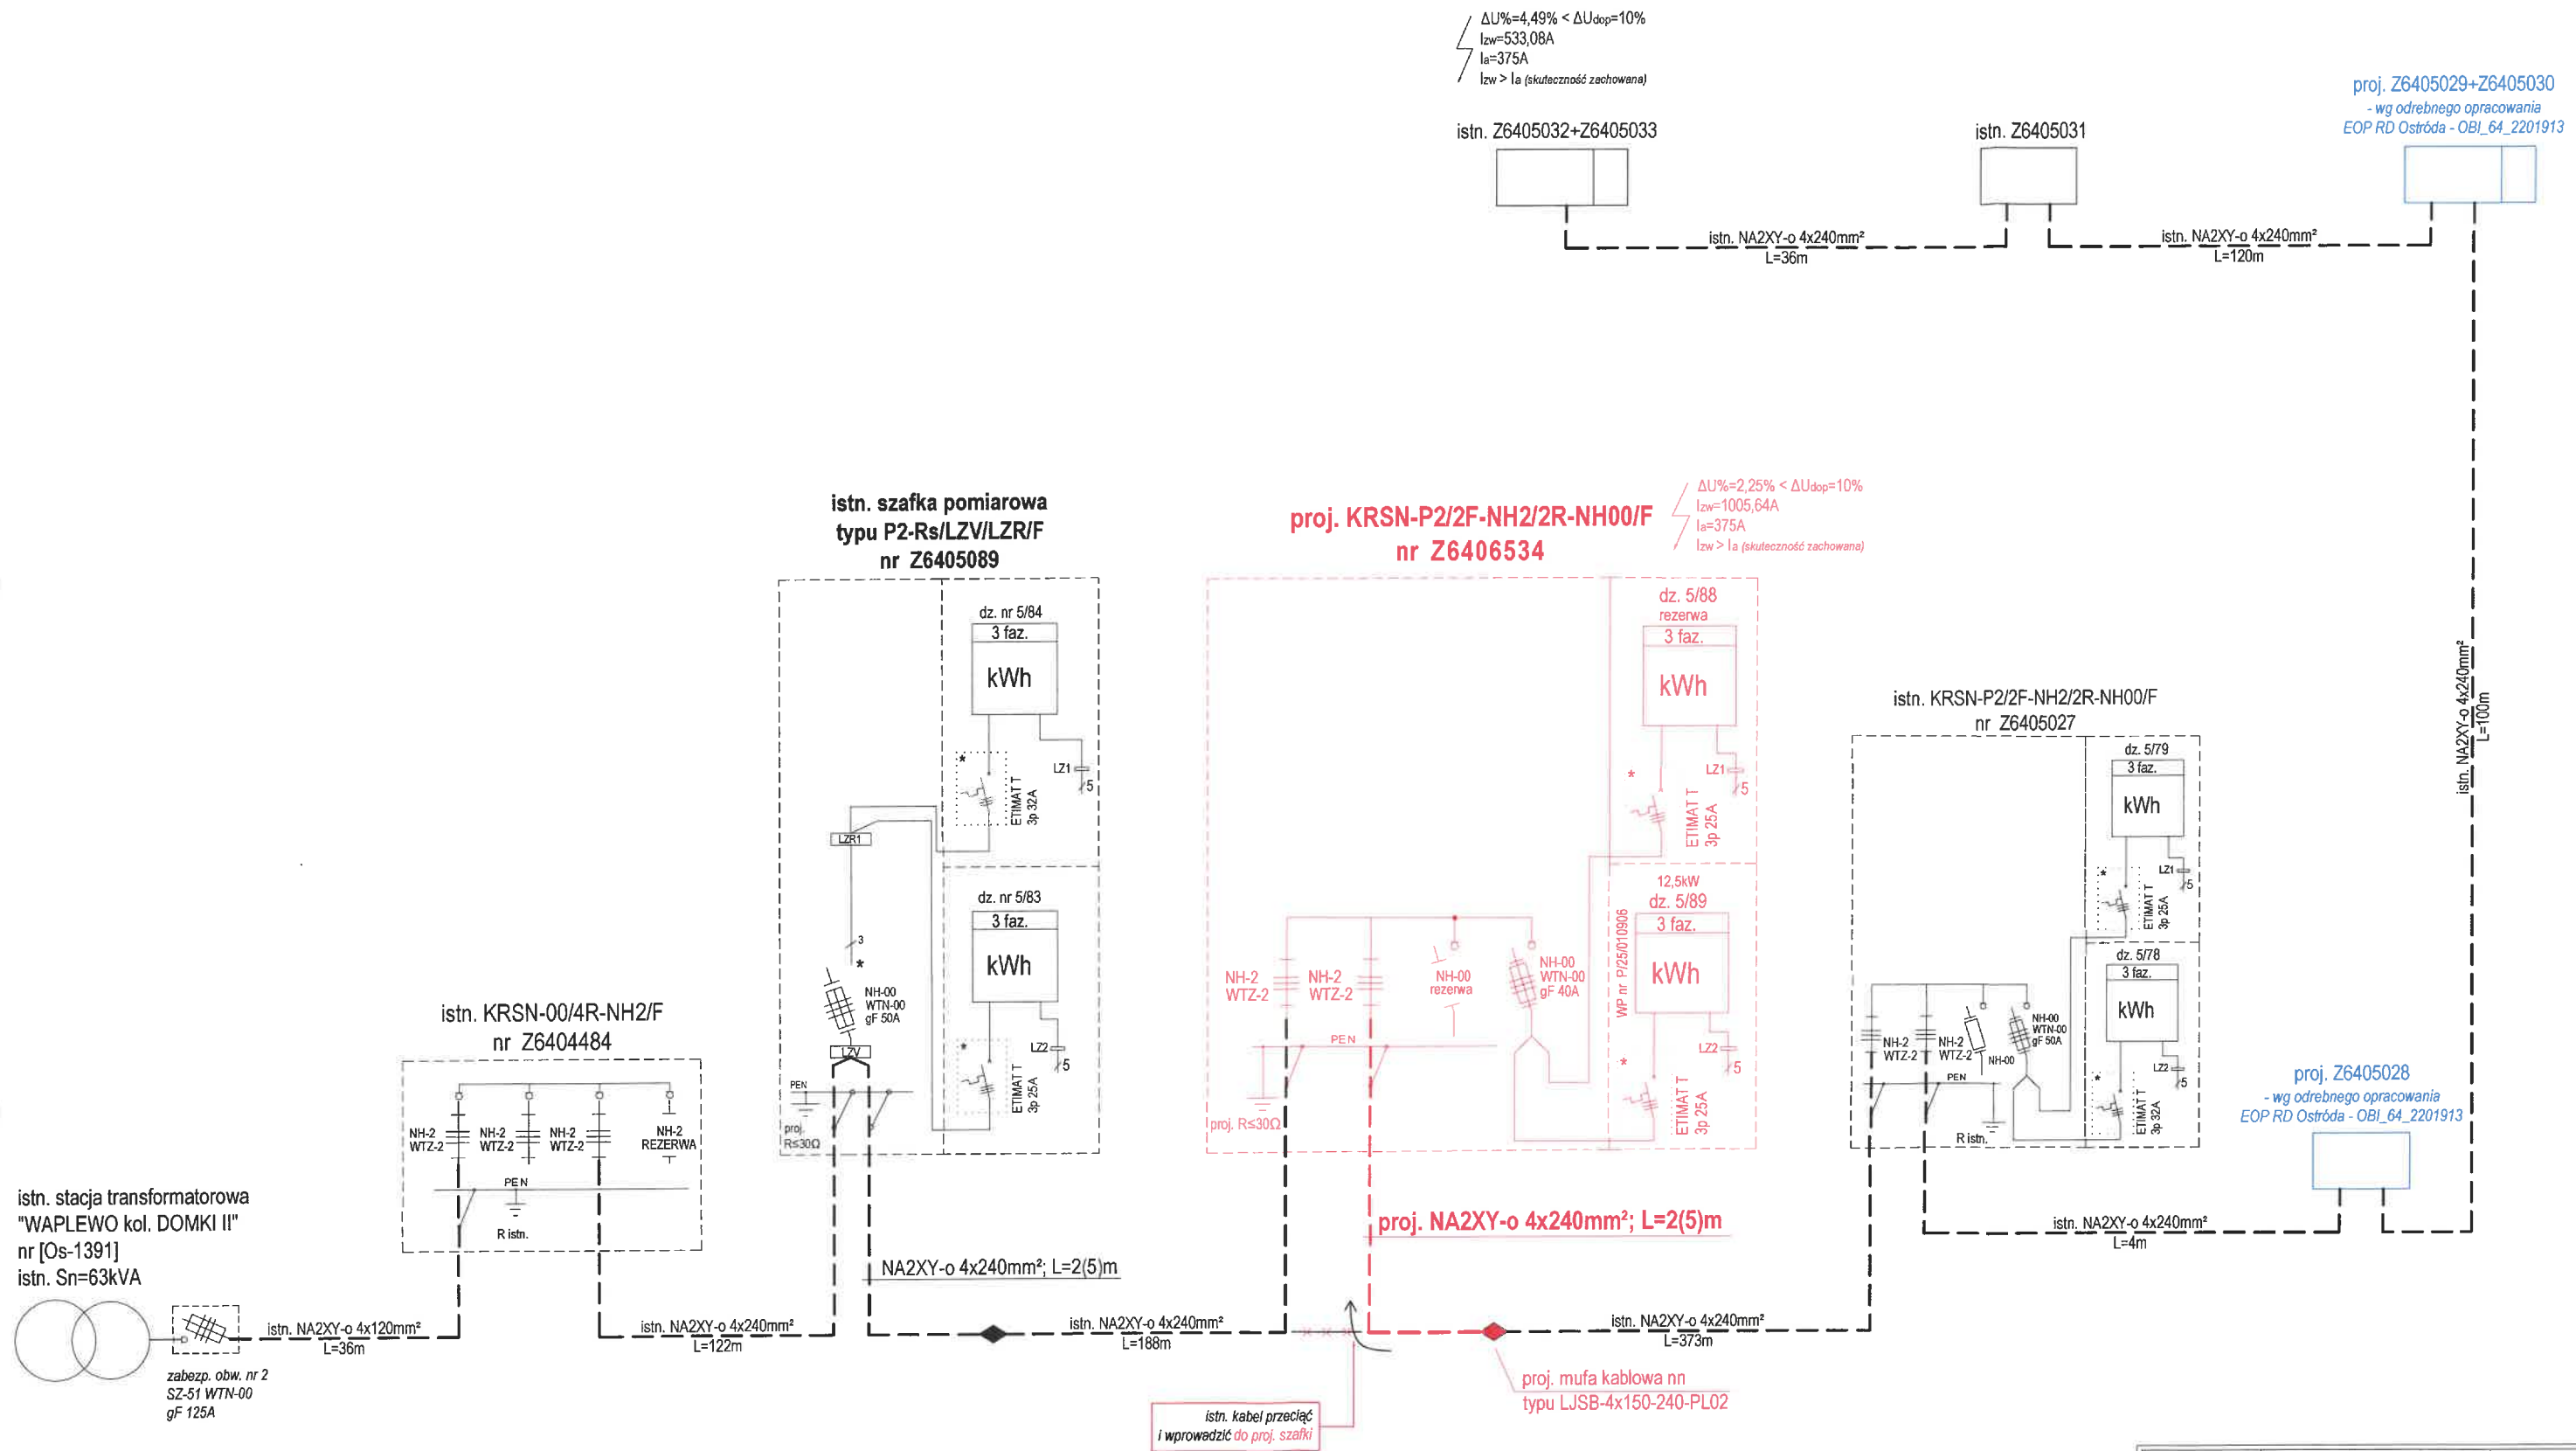 ΔU%=4,49% < ΔUdop=10%
Izw=533,08A
Ia=375A
Izw > Ia (skuteczność zachowana)
istn. Z6405032+Z6405033
istn. Z6405031
proj. Z6405029+Z6405030
- wg odrebnego opracowania
EOP RD Ostróda - OBI_64_2201913
istn. NA2XY-o 4x240mm²
L=36m
istn. NA2XY-o 4x240mm²
L=120m
istn. NA2XY-o 4x240mm²
L=100m
istn. szafka pomiarowa
typu P2-Rs/LZV/LZR/F
nr Z6405089
dz. nr 5/84
3 faz.
kWh
*
LZ1
5
ETIMAT T
3p 32A
LZR1
dz. nr 5/83
3 faz.
kWh
3
*
NH-00
WTN-00
gF 50A
LZV
*
LZ2
5
ETIMAT T
3p 25A
PEN
proj.
R≤30Ω
proj. KRSN-P2/2F-NH2/2R-NH00/F
nr Z6406534
ΔU%=2,25% < ΔUdop=10%
Izw=1005,64A
Ia=375A
Izw > Ia (skuteczność zachowana)
dz. 5/88
rezerwa
3 faz.
kWh
*
LZ1
5
ETIMAT T
3p 25A
12,5kW
dz. 5/89
3 faz.
kWh
WP nr P/25/010906
NH-2
WTZ-2
NH-2
WTZ-2
NH-00
rezerwa
NH-00
WTN-00
gF 40A
PEN
*
LZ2
5
ETIMAT T
3p 25A
proj. R≤30Ω
istn. KRSN-P2/2F-NH2/2R-NH00/F
nr Z6405027
dz. 5/79
3 faz.
kWh
*
LZ1
5
ETIMAT T
3p 25A
dz. 5/78
3 faz.
kWh
NH-2
WTZ-2
NH-2
WTZ-2
NH-00
NH-00
WTN-00
gF 50A
PEN
*
LZ2
5
ETIMAT T
3p 32A
R istn.
proj. Z6405028
- wg odrebnego opracowania
EOP RD Ostróda - OBI_64_2201913
istn. NA2XY-o 4x240mm²
L=4m
istn. KRSN-00/4R-NH2/F
nr Z6404484
NH-2
WTZ-2
NH-2
WTZ-2
NH-2
WTZ-2
NH-2
REZERWA
PEN
R istn.
istn. stacja transformatorowa
"WAPLEWO kol. DOMKI II"
nr [Os-1391]
istn. Sn=63kVA
zabezp. obw. nr 2
SZ-51 WTN-00
gF 125A
istn. NA2XY-o 4x120mm²
L=36m
istn. NA2XY-o 4x240mm²
L=122m
NA2XY-o 4x240mm²; L=2(5)m
istn. NA2XY-o 4x240mm²
L=188m
proj. NA2XY-o 4x240mm²; L=2(5)m
istn. NA2XY-o 4x240mm²
L=373m
proj. mufa kablowa nn
typu LJSB-4x150-240-PL02
istn. kabel przeciąć
i wprowadzić do proj. szafki